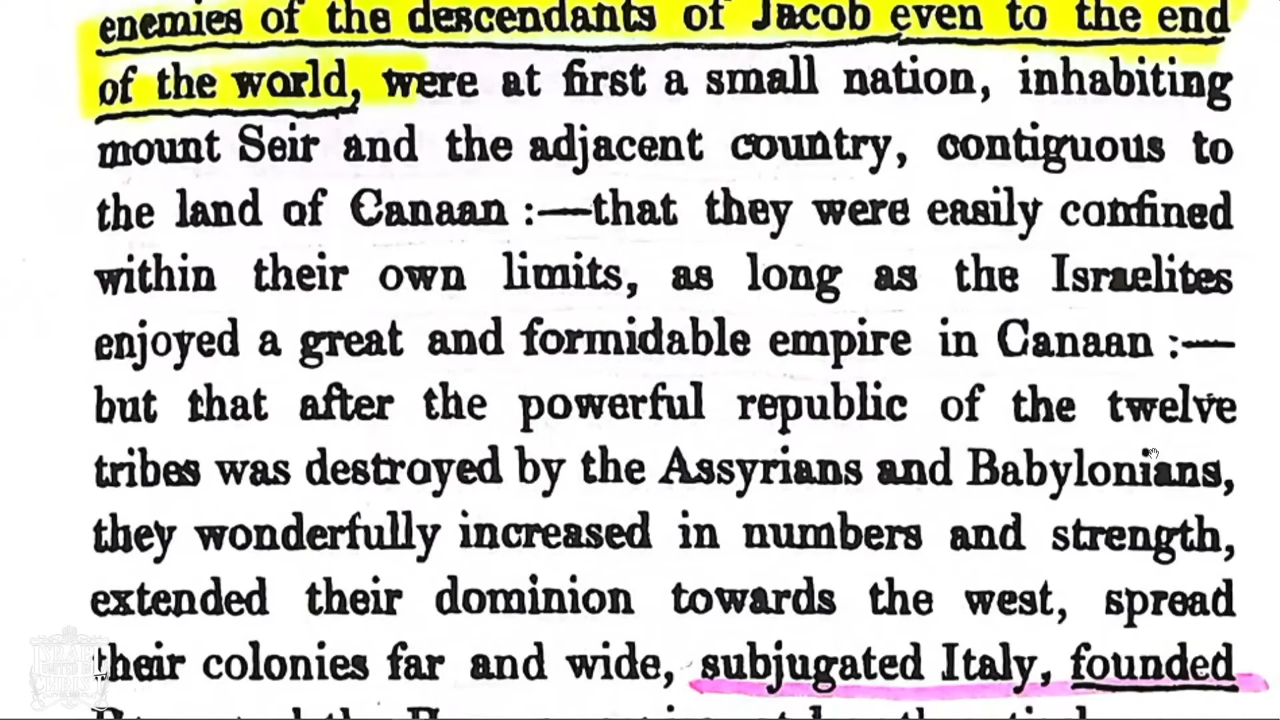 enemies of the descendants of Jacob even to the end
of the world, were at first a small nation, inhabiting
mount Seir and the adjacent country, contiguous to
the land of Canaan :—that they were easily confined
within their own limits, as long as the Israelites
enjoyed a great and formidable empire in Canaan :—
but that after the powerful republic of the twelve
tribes was destroyed by the Assyrians and Babylonians,
they wonderfully increased in numbers and strength,
extended their dominion towards the west, spread
their colonies far and wide, subjugated Italy, founded
ISRAEL
UNITED IN
CHRIST